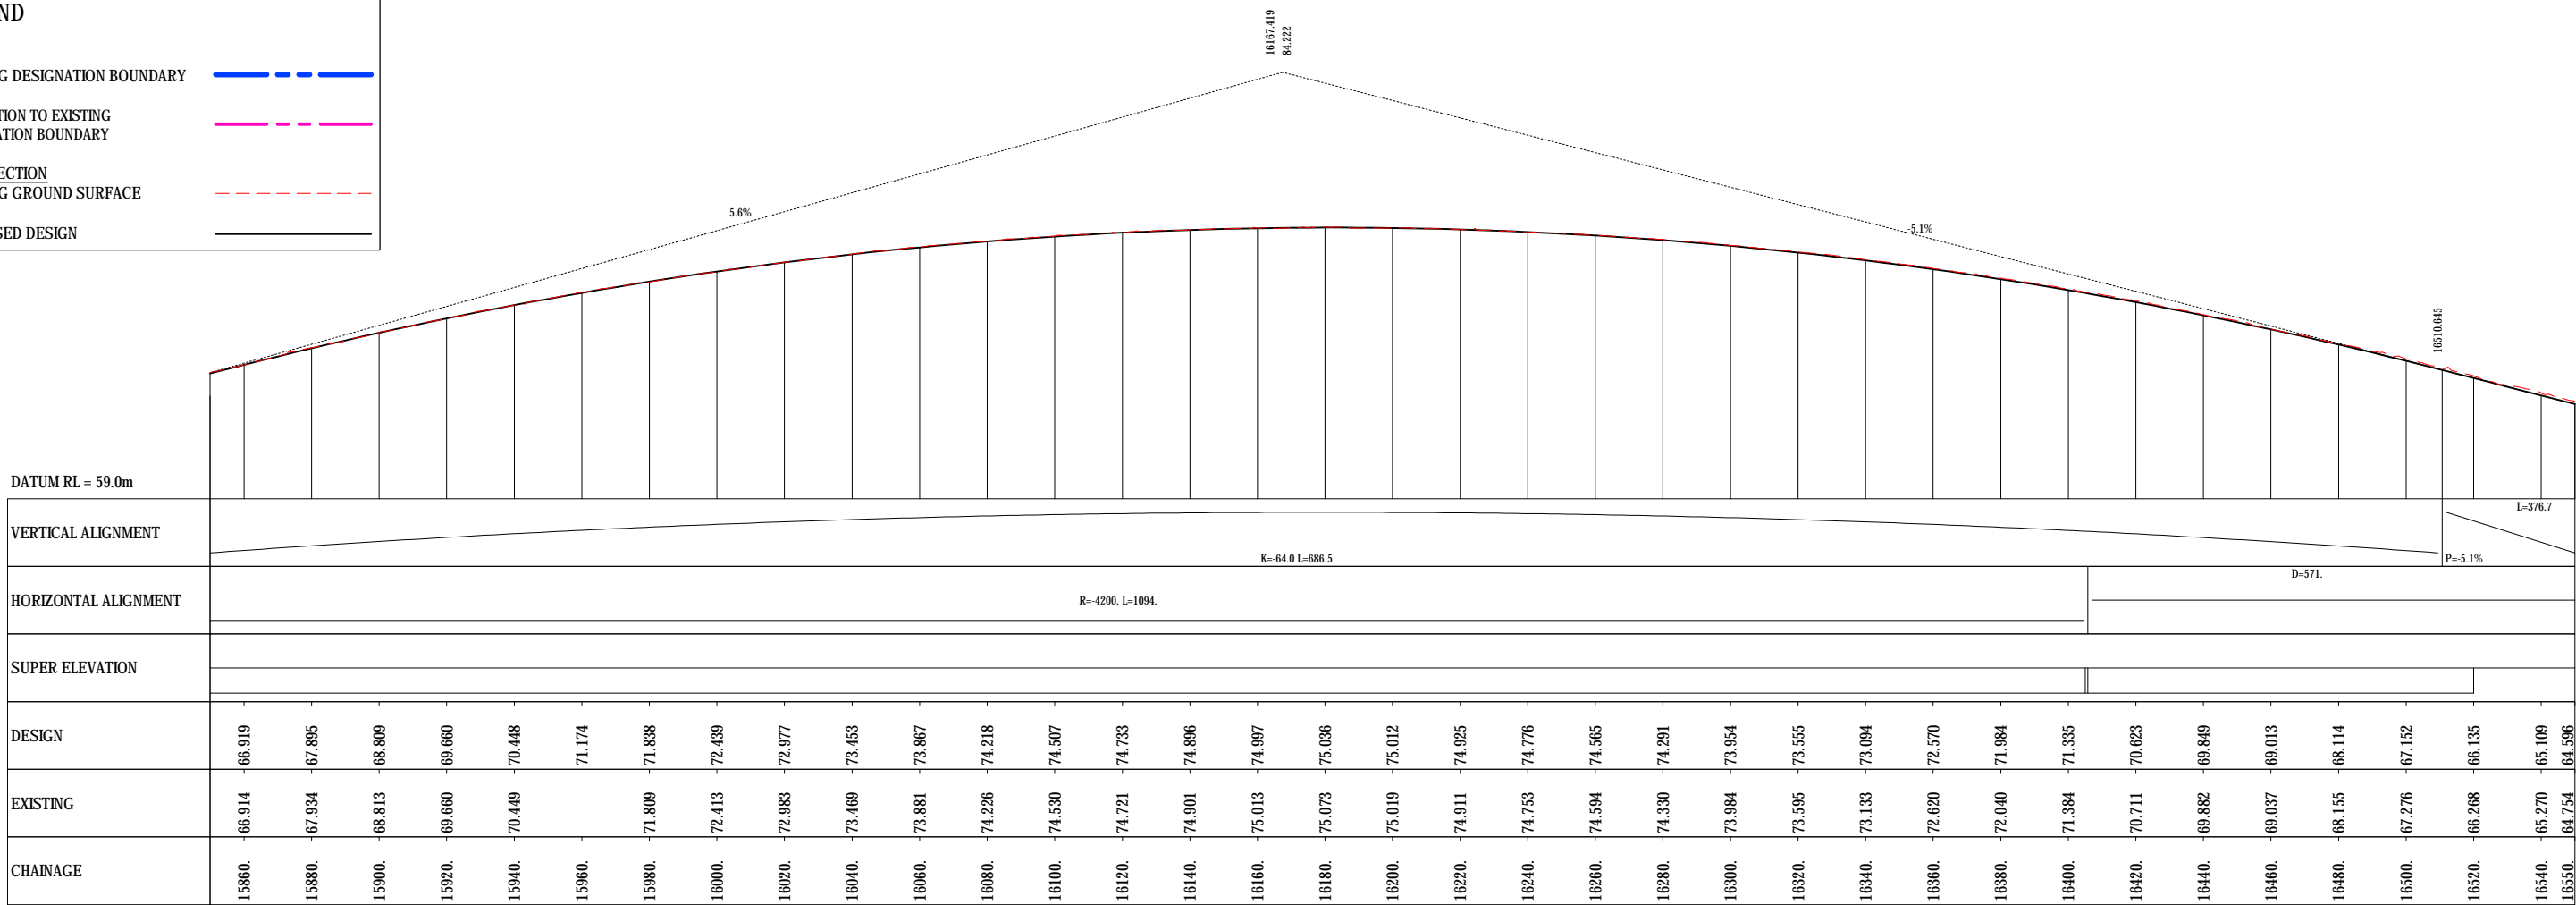 ND
G DESIGNATION BOUNDARY
TION TO EXISTING
ATION BOUNDARY
ECTION
G GROUND SURFACE
SED DESIGN
16167.419
84.222
5.6%
-5.1%
16510.645
DATUM RL = 59.0m
VERTICAL ALIGNMENT
K=-64.0 L=686.5
P=-5.1%
L=376.7
HORIZONTAL ALIGNMENT
R=-4200. L=1094.
D=571.
SUPER ELEVATION
DESIGN 66.919 67.895 68.809 69.660 70.448 71.174 71.838 72.439 72.977 73.453 73.867 74.218 74.507 74.733 74.896 74.997 75.036 75.012 74.925 74.776 74.565 74.291 73.954 73.555 73.094 72.570 71.984 71.335 70.623 69.849 69.013 68.114 67.152 66.135 65.109 64.596
EXISTING 66.914 67.934 68.813 69.660 70.449 71.809 72.413 72.983 73.469 73.881 74.226 74.530 74.721 74.901 75.013 75.073 75.019 74.911 74.753 74.594 74.330 73.984 73.595 73.133 72.620 72.040 71.384 70.711 69.882 69.037 68.155 67.276 66.268 65.270 64.754
CHAINAGE 15860. 15880. 15900. 15920. 15940. 15960. 15980. 16000. 16020. 16040. 16060. 16080. 16100. 16120. 16140. 16160. 16180. 16200. 16220. 16240. 16260. 16280. 16300. 16320. 16340. 16360. 16380. 16400. 16420. 16440. 16460. 16480. 16500. 16520. 16540. 16550.